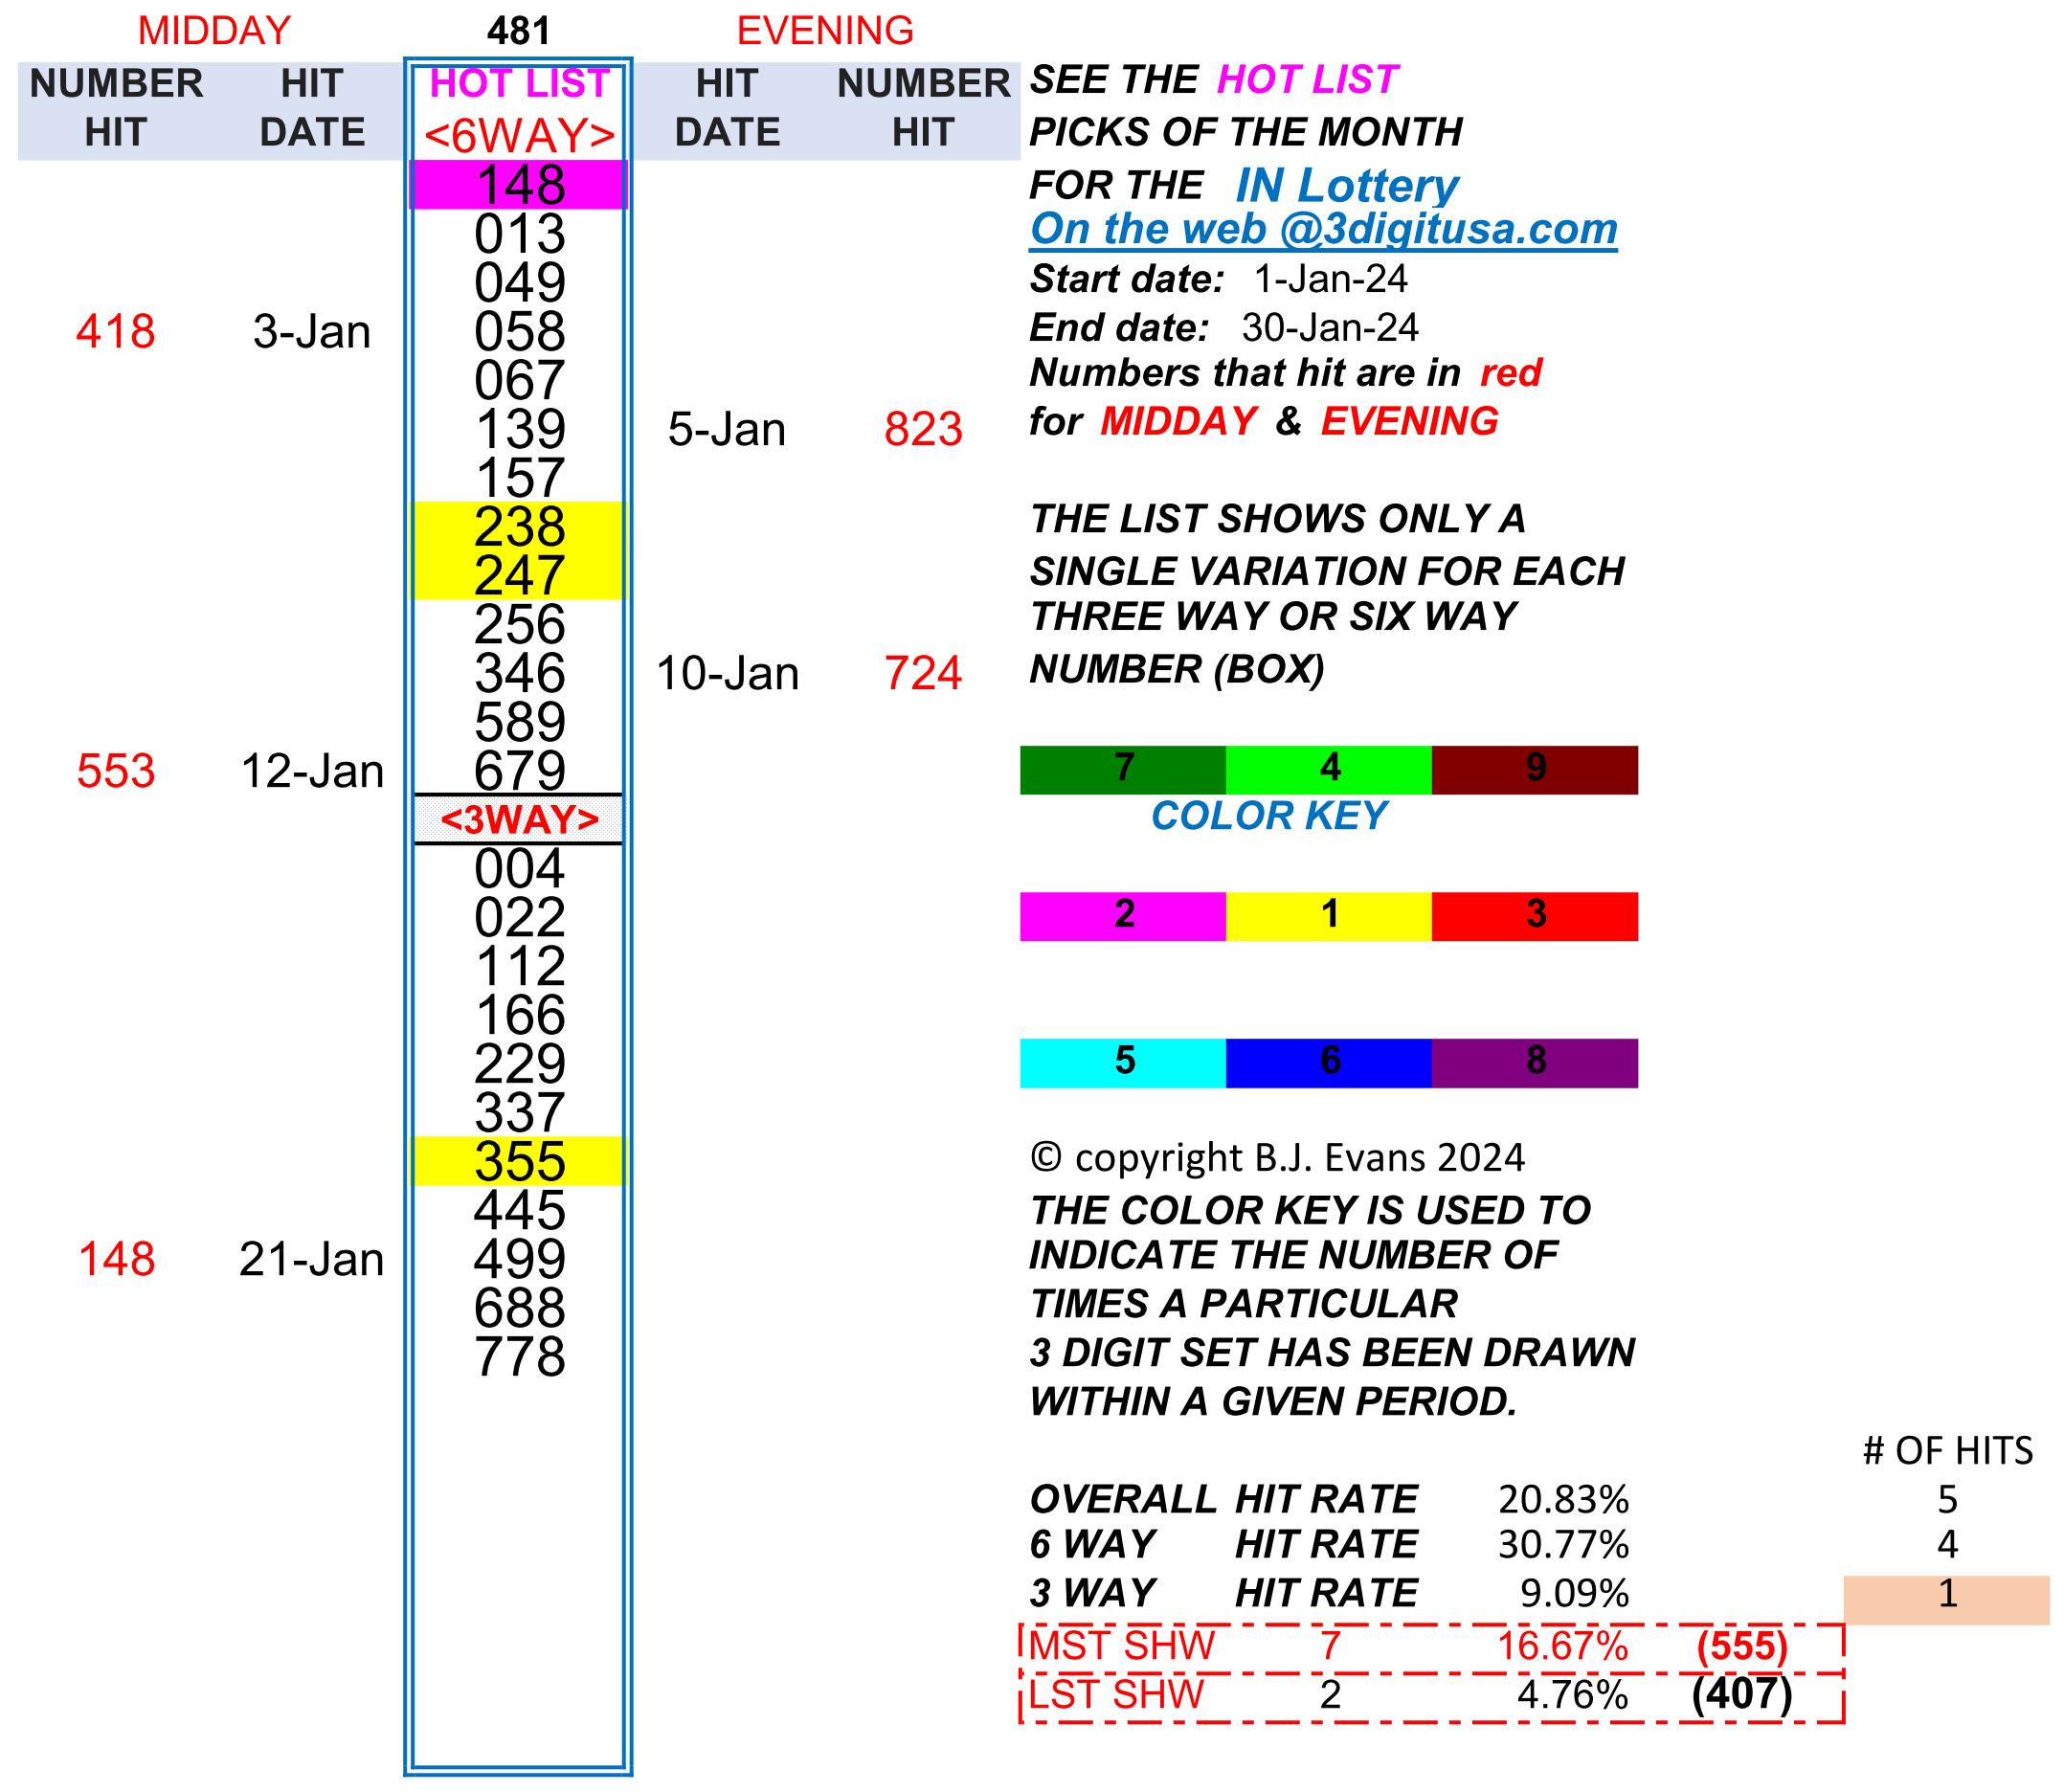 MIDDAY 481 EVENING
NUMBER HIT HOT LIST HIT NUMBER
HIT DATE <6WAY> DATE HIT
148
013
049
418 3-Jan 058
067
139 5-Jan 823
157
238
247
256
346 10-Jan 724
589
553 12-Jan 679
<3WAY>
004
022
112
166
229
337
355
445
148 21-Jan 499
688
778
SEE THE HOT LIST
PICKS OF THE MONTH
FOR THE IN Lottery
On the web @3digitusa.com
Start date: 1-Jan-24
End date: 30-Jan-24
Numbers that hit are in red
for MIDDAY & EVENING
THE LIST SHOWS ONLY A
SINGLE VARIATION FOR EACH
THREE WAY OR SIX WAY
NUMBER (BOX)
7 4 9
COLOR KEY
2 1 3
5 6 8
© copyright B.J. Evans 2024
THE COLOR KEY IS USED TO
INDICATE THE NUMBER OF
TIMES A PARTICULAR
3 DIGIT SET HAS BEEN DRAWN
WITHIN A GIVEN PERIOD.
# OF HITS
OVERALL HIT RATE 20.83% 5
6 WAY HIT RATE 30.77% 4
3 WAY HIT RATE 9.09% 1
MST SHW 7 16.67% (555)
LST SHW 2 4.76% (407)